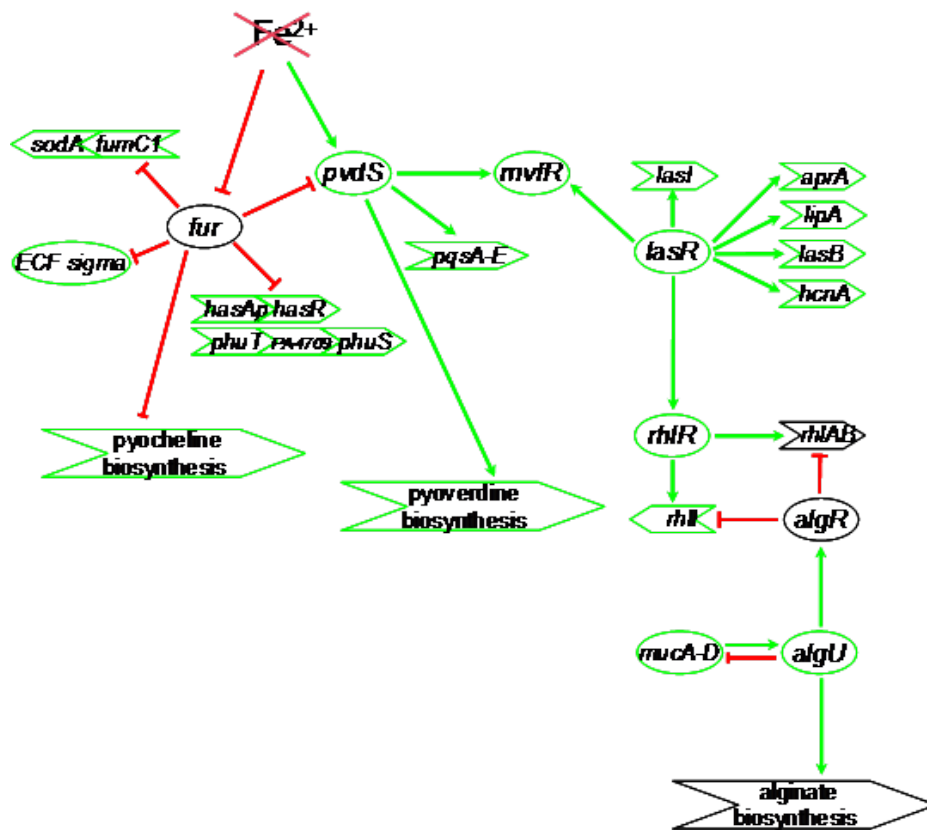 Fe2+
sodA fumC1
pvdS
mvfR
lasI
aprA
lipA
lasR
lasB
hcnA
fur
ECF sigma
pqsA-E
hasAp hasR
phuT PA4709 phuS
pyocheline
biosynthesis
rhlR
rhlAB
pyoverdine
biosynthesis
rhlI
algR
mucA-D
algU
alginate
biosynthesis